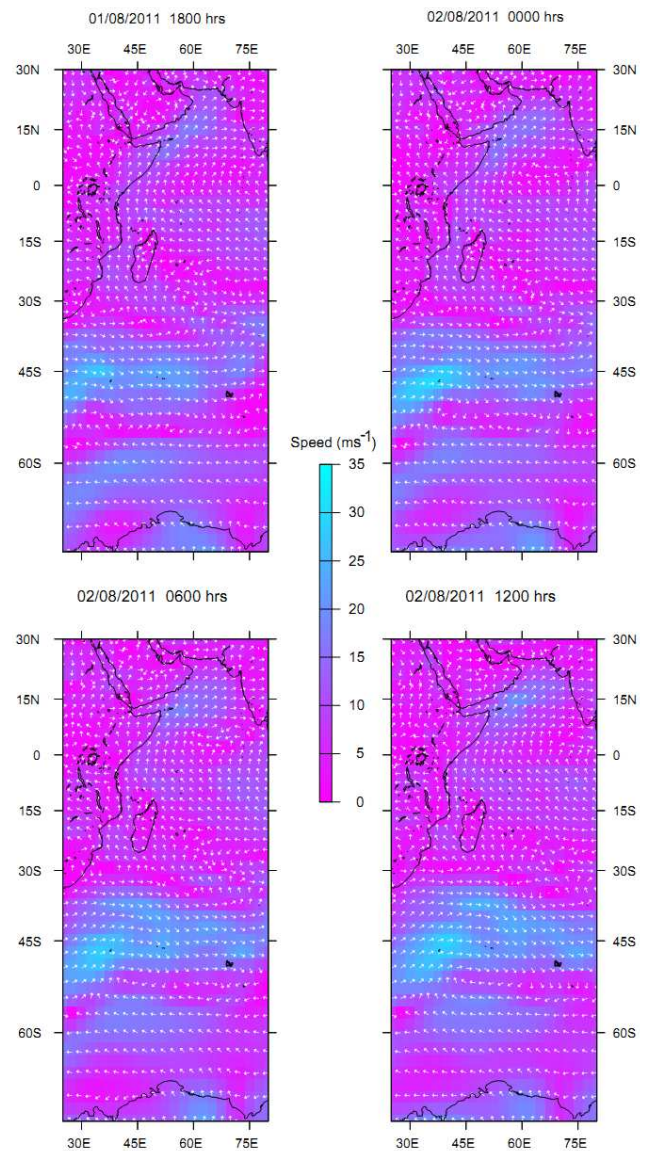 01/08/2011 1800 hrs
02/08/2011 0000 hrs
30E 45E 60E 75E
30E 45E 60E 75E
30N
30N
15N
15N
0
0
15S
15S
30S
30S
45S
45S
60S
60S
Speed (ms-1)
35
30
25
20
15
10
5
0
02/08/2011 0600 hrs
02/08/2011 1200 hrs
30N
30N
15N
15N
0
0
15S
15S
30S
30S
45S
45S
60S
60S
30E 45E 60E 75E
30E 45E 60E 75E